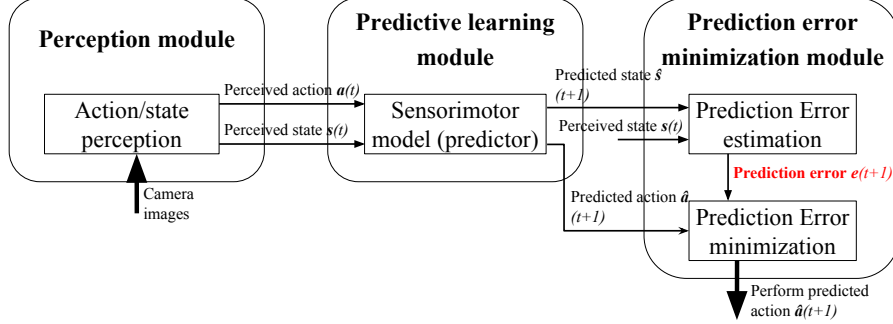 Perception module
Action/state
perception
Camera
images
Perceived action a(t)
Perceived state s(t)
Predictive learning
module
Sensorimotor
model (predictor)
Predicted state ŝ
(t+1)
Perceived state s(t)
Predicted action â
(t+1)
Prediction error
minimization module
Prediction Error
estimation
Prediction error e(t+1)
Prediction Error
minimization
Perform predicted
action â(t+1)